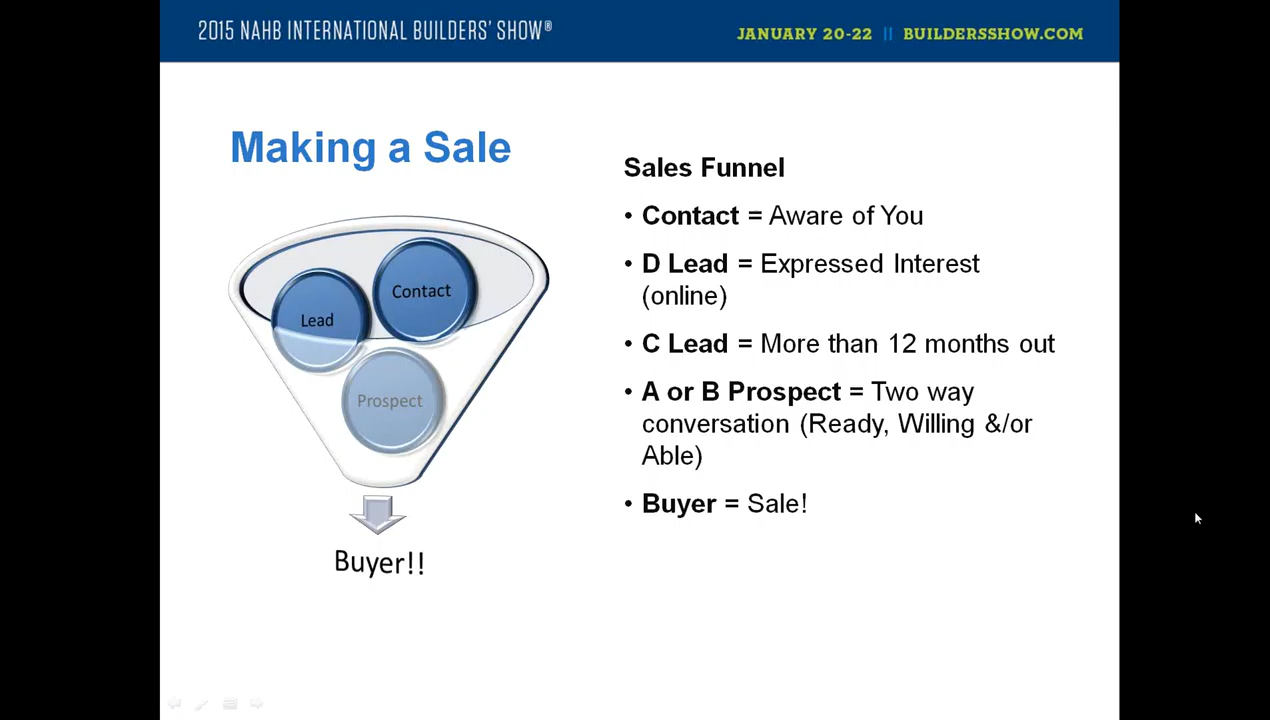 2015 NAHB INTERNATIONAL BUILDERS' SHOW®
JANUARY 20-22 || BUILDERSSHOW.COM
Making a Sale
Contact
Lead
Prospect
Buyer!!
Sales Funnel
• Contact = Aware of You
• D Lead = Expressed Interest
(online)
• C Lead = More than 12 months out
• A or B Prospect = Two way
conversation (Ready, Willing &/or
Able)
• Buyer = Sale!